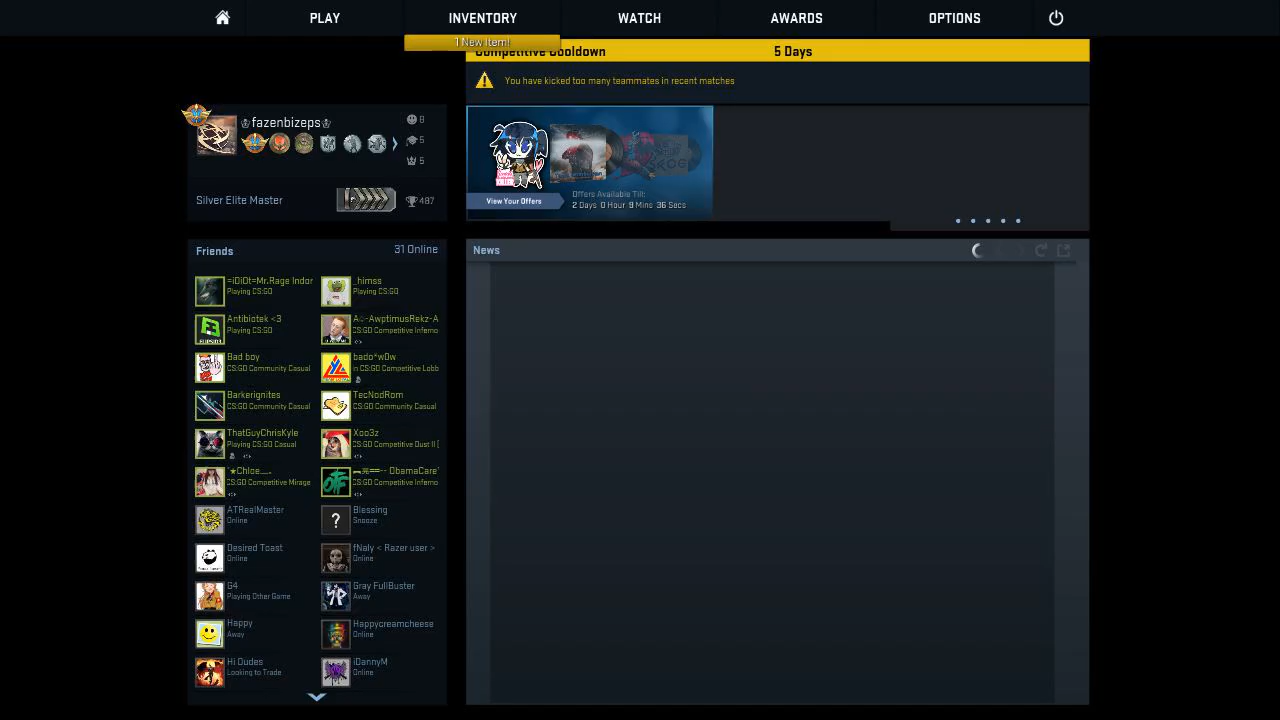 PLAY
INVENTORY
WATCH
AWARDS
OPTIONS
1 New Item!
Competitive Cooldown
5 Days
You have kicked too many teammates in recent matches
fazenbizeps
8
5
5
Silver Elite Master
487
View Your Offers
Offers Available Till:
2 Days 0 Hour 9 Mins 36 Secs
Friends
31 Online
News
=iDiOt=Mr.Rage Indor
Playing CS:GO
_himss
Playing CS:GO
Antibiotek <3
Playing CS:GO
CS:GO Competitive Inferno
Bad boy
CS:GO Community Casual
bado*w0w
in CS:GO Competitive Lobb
Barkerignites
CS:GO Community Casual
TecNodRom
CS:GO Community Casual
ThatGuyChrisKyle
Playing CS:GO Casual
Xoo3z
CS:GO Competitive Dust II [
★Chloe
CS:GO Competitive Mirage
ObamaCare
CS:GO Competitive Inferno
ATRealMaster
Online
Blessing
Snooze
Desired Toast
Online
fNaly < Razer user >
Online
G4
Playing Other Game
Gray FullBuster
Away
Happy
Away
Happycreamcheese
Online
Hi Dudes
Looking to Trade
iDannyM
Online